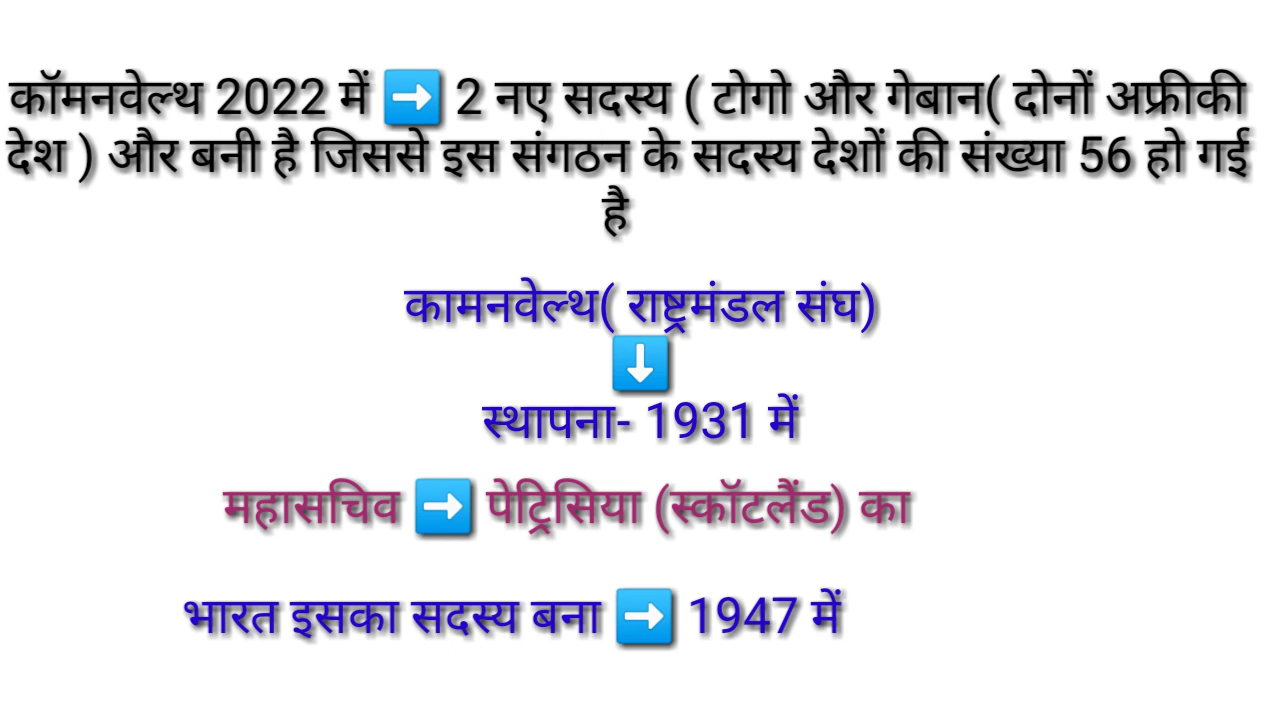 कॉमनवेल्थ 2022 में ➡️ 2 नए सदस्य ( टोगो और गेबान( दोनों अफ्रीकी
देश ) और बनी है जिससे इस संगठन के सदस्य देशों की संख्या 56 हो गई
है
कामनवेल्थ( राष्ट्रमंडल संघ)
⬇️
स्थापना- 1931 में
महासचिव ➡️ पेट्रिसिया (स्कॉटलैंड) का
भारत इसका सदस्य बना ➡️ 1947 में